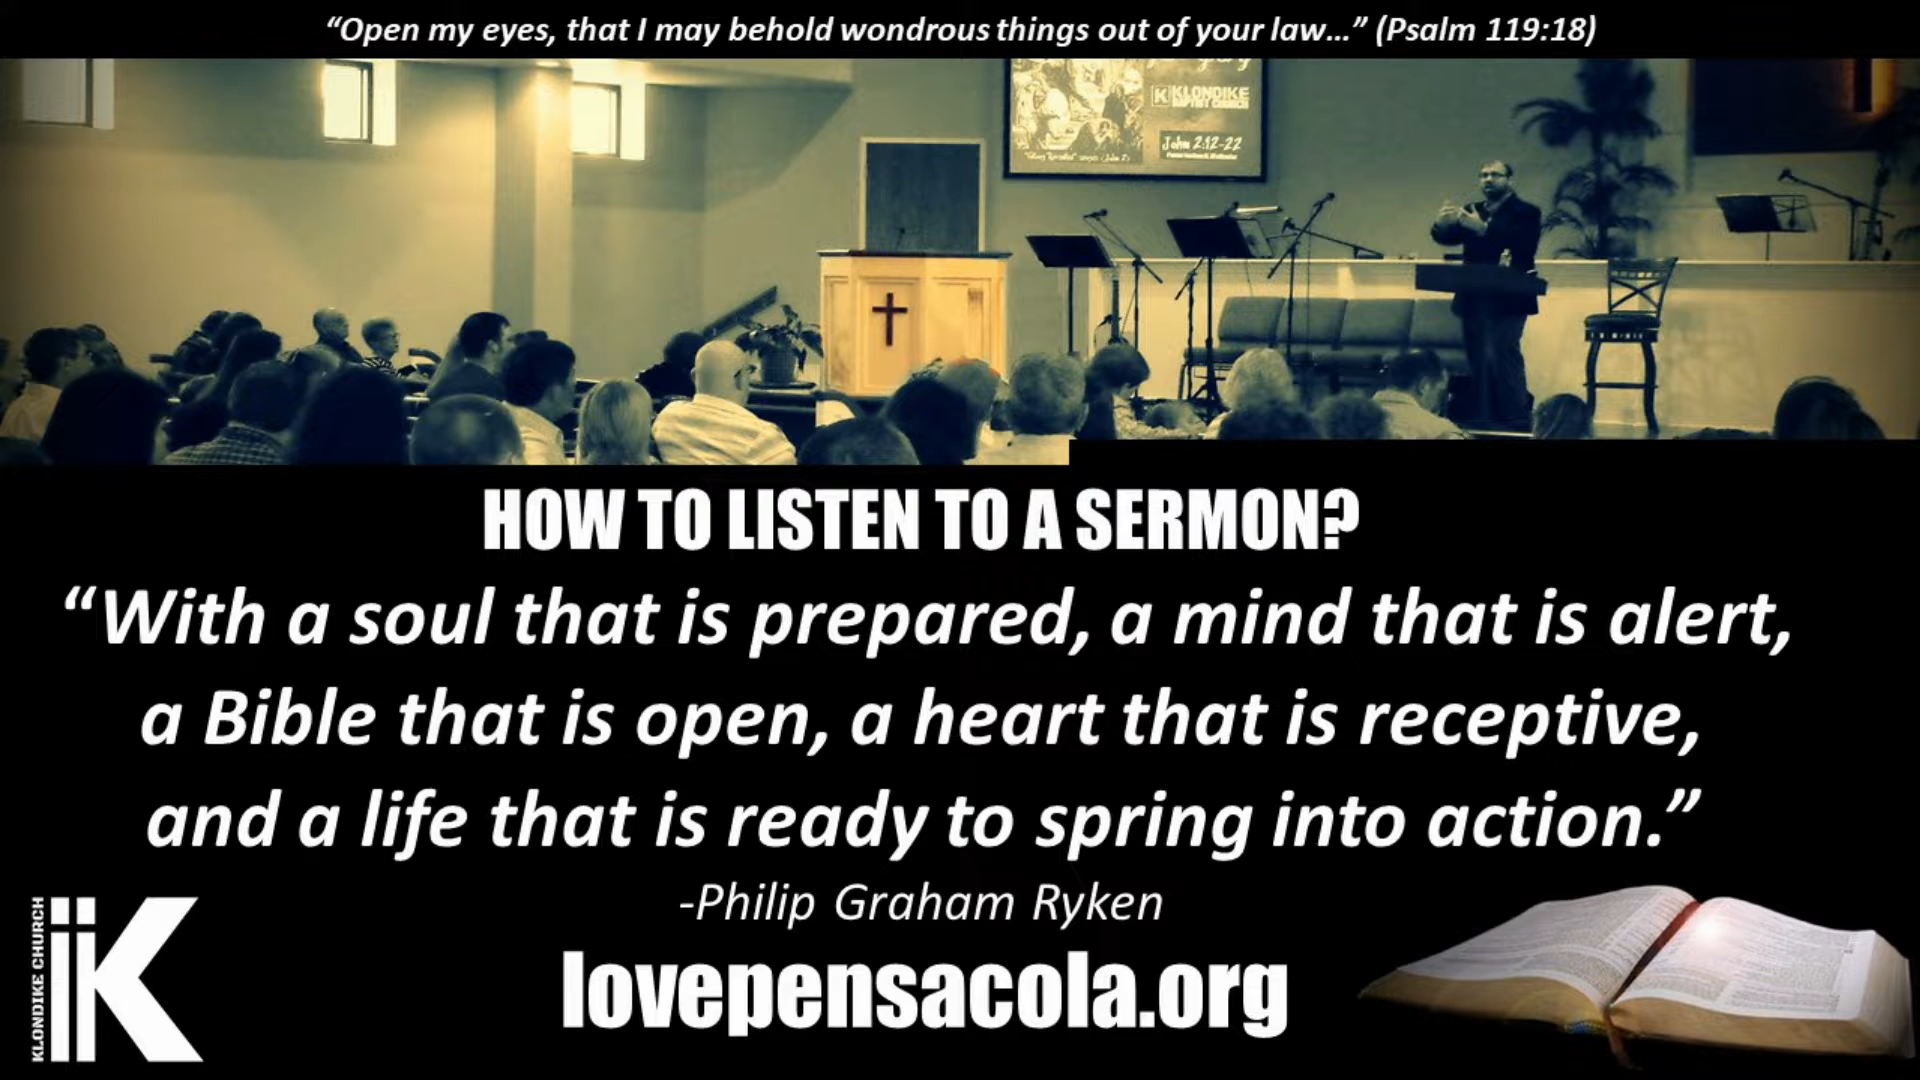 “Open my eyes, that I may behold wondrous things out of your law...” (Psalm 119:18)
KLONDIKE
BAPTIST CHURCH
John 2:12-22
HOW TO LISTEN TO A SERMON?
“With a soul that is prepared, a mind that is alert,
a Bible that is open, a heart that is receptive,
and a life that is ready to spring into action.”
-Philip Graham Ryken
lovepensacola.org
KLONDIKE CHURCH
K